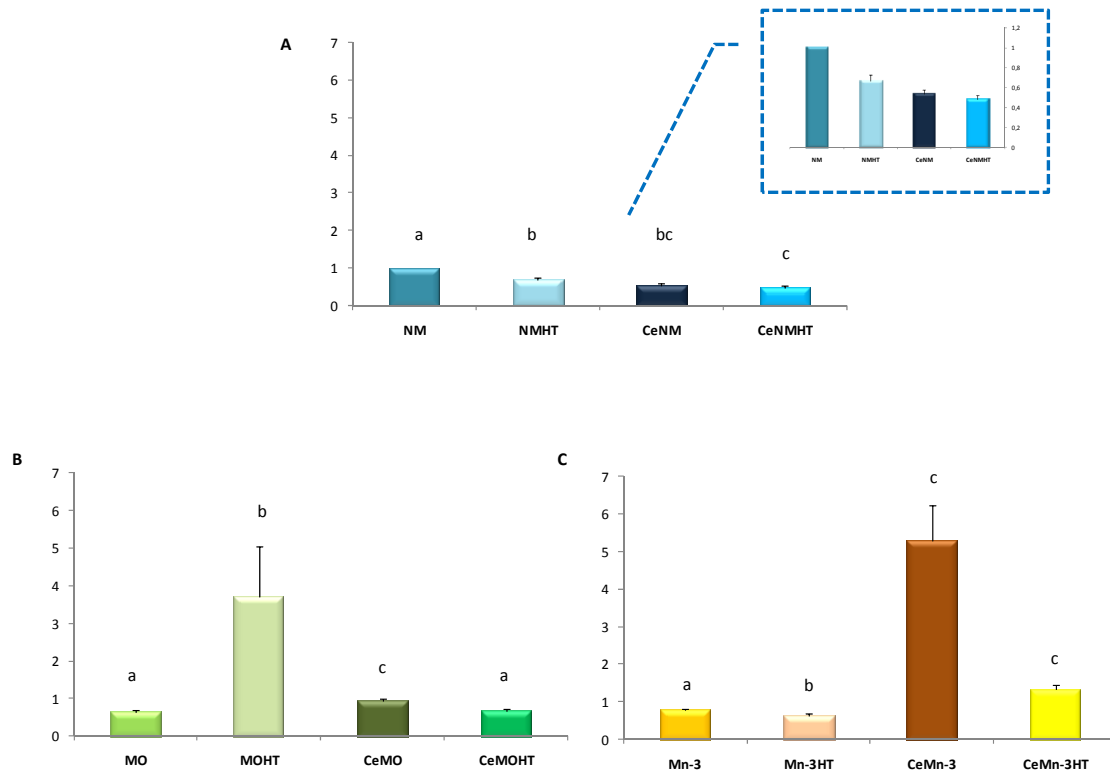 A
7
6
5
4
3
2
1
0
a
b
bc
c
NM NMHT CeNM CeNMHT
1,2
1
0,8
0,6
0,4
0,2
0
NM NMHT CeNM CeNMHT
B
7
6
5
4
3
2
1
0
a
b
c
a
MO MOHT CeMO CeMOHT
C
7
6
5
4
3
2
1
0
a
b
c
c
Mn-3 Mn-3HT CeMn-3 CeMn-3HT